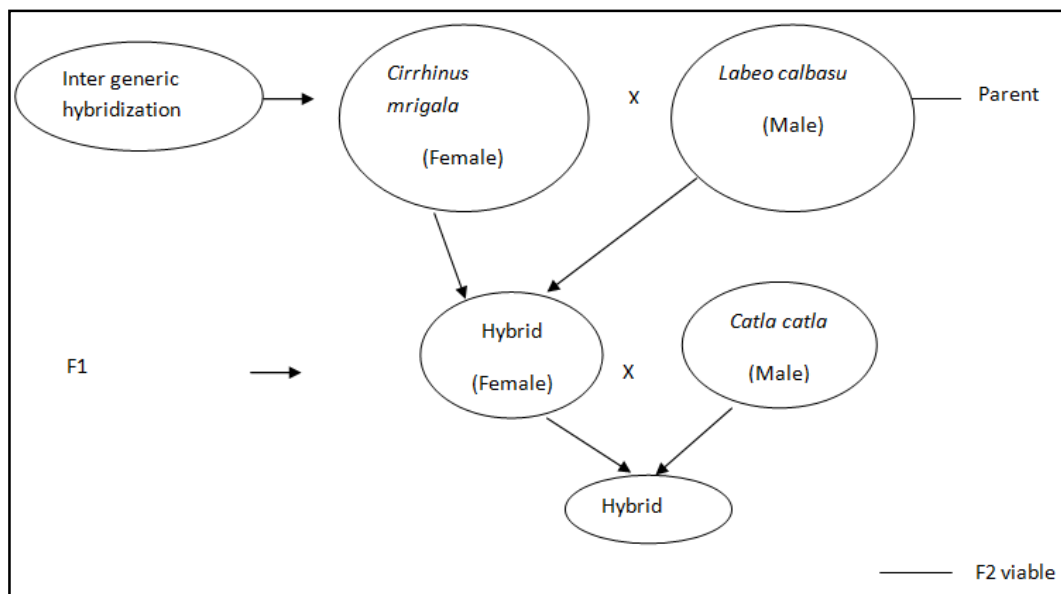 Inter generic
hybridization
Cirrhinus
mrigala
(Female)
X
Labeo calbasu
(Male)
Parent
F1
Hybrid
(Female)
X
Catla catla
(Male)
Hybrid
F2 viable